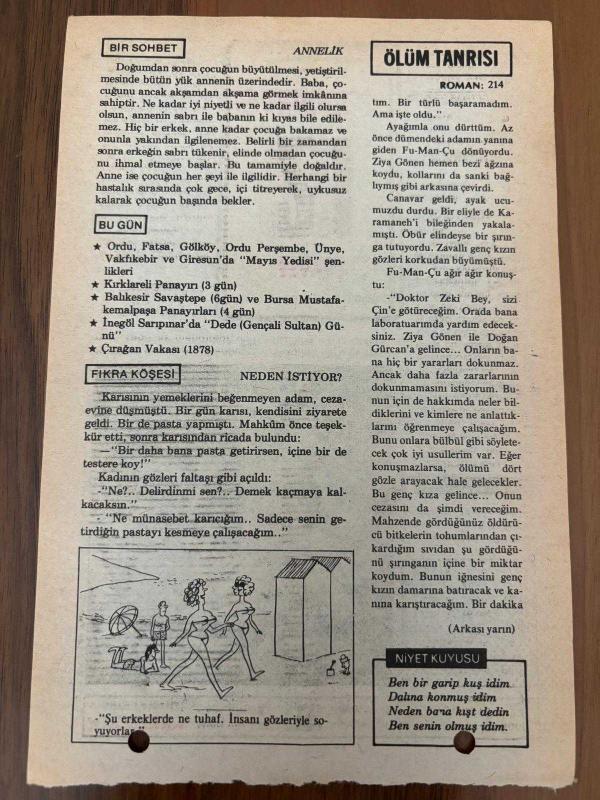 BİR SOHBET
ANNELİK
Doğumdan sonra çocuğun büyütülmesi, yetiştiril-
mesinde bütün yük annenin üzerindedir. Baba, ço-
cuğunu ancak akşamdan akşama görmek imkânına
sahiptir. Ne kadar iyi niyetli ve ne kadar ilgili olursa
olsun, annenin sabrı ile babanın ki kıyas bile edile-
mez. Hiç bir erkek, anne kadar çocuğa bakamaz ve
onunla yakından ilgilenemez. Belirli bir zamandan
sonra erkeğin sabrı tükenir, elinde olmadan çocuğu-
nu ihmal etmeye başlar. Bu tamamiyle doğaldır.
Anne ise çocuğun her şeyi ile ilgilidir. Herhangi bir
hastalık sırasında çok gece, içi titreyerek, uykusuz
kalarak çocuğun başında bekler.
BU GÜN
★ Ordu, Fatsa, Gölköy, Ordu Perşembe, Ünye,
Vakfıkebir ve Giresun'da "Mayıs Yedisi" şen-
likleri
★ Kırklareli Panayırı (3 gün)
★ Balıkesir Savaştepe (6gün) ve Bursa Mustafa-
kemalpaşa Panayırları (4 gün)
★ İnegöl Sarıpınar'da "Dede (Gençali Sultan) Gü-
nü"
★ Çırağan Vakası (1878)
FIKRA KÖŞESİ
NEDEN İSTİYOR?
Karısının yemeklerini beğenmeyen adam, ceza-
evine düşmüştü. Bir gün karısı, kendisini ziyarete
geldi. Bir de pasta yapmıştı. Mahkûm önce teşek-
kür etti, sonra karısından ricada bulundu:
—"Bir daha bana pasta getirirsen, içine bir de
testere koy!"
Kadının gözleri faltaşı gibi açıldı:
-"Ne?.. Delirdinmi sen?.. Demek kaçmaya kal-
kacaksın."
- "Ne münasebet karıcığım.. Sadece senin ge-
tirdiğin pastayı kesmeye çalışacağım.."
-"Şu erkeklerde ne tuhaf. İnsanı gözleriyle so-
yuyorlar."
ÖLÜM TANRISI
ROMAN: 214
tım. Bir türlü başaramadım.
Ama işte oldu."
Ayağımla onu dürttüm. Az
önce dümendeki adamın yanına
giden Fu-Man-Çu dönüyordu.
Ziya Gönen hemen bezi ağzına
koydu, kollarını da sanki bağ-
lıymış gibi arkasına çevirdi.
Canavar geldi, ayak ucu-
muzdu durdu. Bir eliyle de Ka-
ramaneh'i bileğinden yakala-
mıştı. Öbür elindeyse bir şırın-
ga tutuyordu. Zavallı genç kızın
gözleri korkudan büyümüştü.
Fu-Man-Çu ağır ağır konuş-
tu:
-"Doktor Zeki Bey, sizi
Çin'e götüreceğim. Orada bana
laboratuarımda yardım edecek-
siniz. Ziya Gönen ile Doğan
Gürcan'a gelince... Onların ba-
na hiç bir yararları dokunmaz.
Ancak daha fazla zararlarının
dokunmamasını istiyorum. Bu-
nun için de hakkımda neler bil-
diklerini ve kimlere ne anlattık-
larını öğrenmeye çalışacağım.
Bunu onlara bülbül gibi söylete-
cek çok iyi usullerim var. Eğer
konuşmazlarsa, ölümü dört
gözle arayacak hale gelecekler.
Bu genç kıza gelince... Onun
cezasını da şimdi vereceğim.
Mahzende gördüğünüz öldürü-
cü bitkelerin tohumlarından çı-
kardığım sıvıdan şu gördüğü-
nü şırınganın içine bir miktar
koydum. Bunun iğnesini genç
kızın damarına batıracak ve ka-
nına karıştıracağım. Bir dakika
(Arkası yarın)
NİYET KUYUSU
Ben bir garip kuş idim
Dalına konmuş idim
Neden bana kışt dedin
Ben senin olmuş idim.